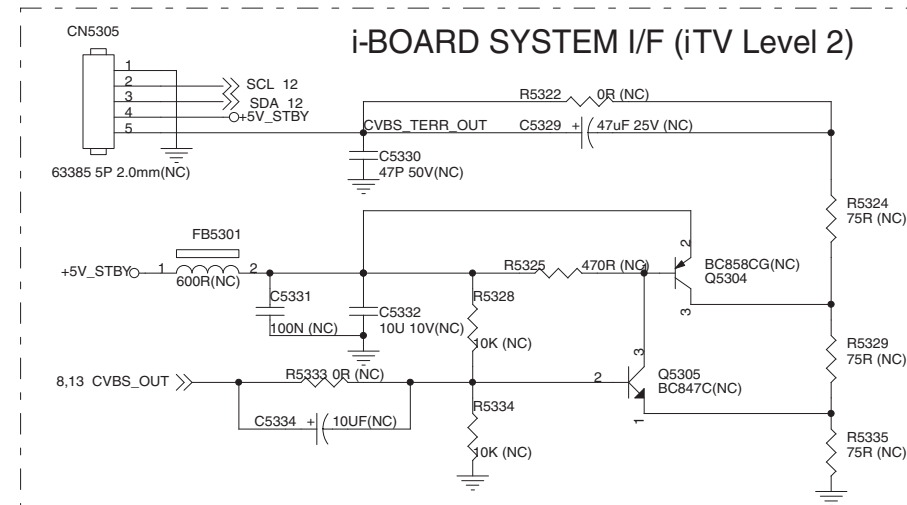 CN5305
i-BOARD SYSTEM I/F (iTV Level 2)
1
2
3
4
5
SCL 12
SDA 12
+5V_STBY
63385 5P 2.0mm(NC)
CVBS_TERR_OUT
R5322 0R (NC)
C5329 + 47uF 25V (NC)
C5330
47P 50V(NC)
R5324
75R (NC)
FB5301
+5V_STBY 1 2
600R(NC)
C5331
100N (NC)
C5332
10U 10V(NC)
R5328
10K (NC)
R5325 470R (NC)
1
2
3
BC858CG(NC)
Q5304
R5329
75R (NC)
8,13 CVBS_OUT
R5333 0R (NC)
C5334 + 10UF(NC)
R5334
10K (NC)
2
3
1
Q5305
BC847C(NC)
R5335
75R (NC)